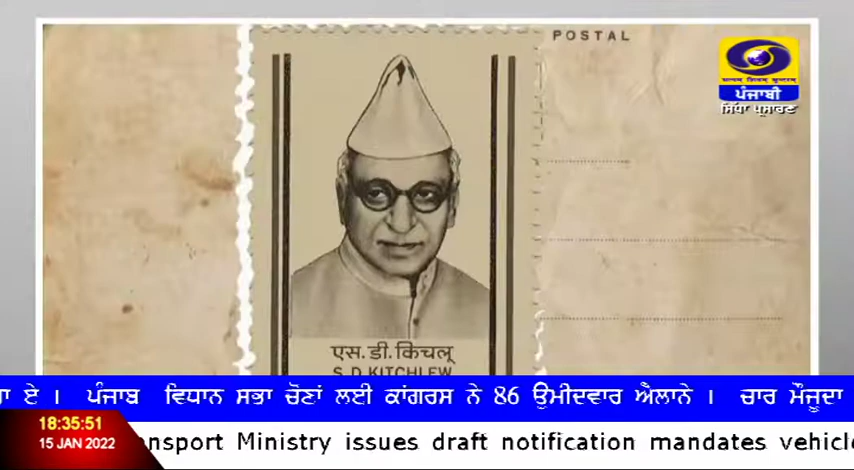 POSTAL
ਪੰਜਾਬੀ
ਸਿੱਧਾ ਪ੍ਰਸਾਰਣ
एस. डी. किचलू
S. D. KITCHLEW
ਏ । ਪੰਜਾਬ ਵਿਧਾਨ ਸਭਾ ਚੋਣਾਂ ਲਈ ਕਾਂਗਰਸ ਨੇ 86 ਉਮੀਦਵਾਰ ਐਲਾਨੇ । ਚਾਰ ਮੌਜੂਦਾ
18:35:51
15 JAN 2022
nsport Ministry issues draft notification mandates vehicle